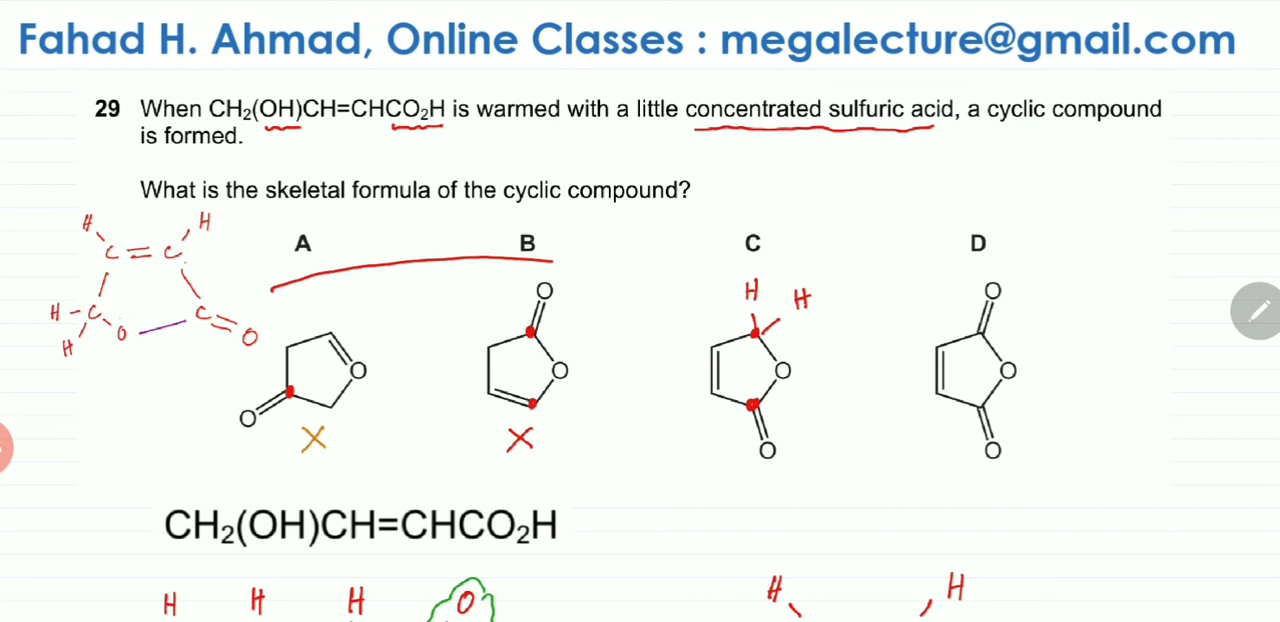 Fahad H. Ahmad, Online Classes : megalecture@gmail.com
29 When CH₂(OH)CH=CHCO₂H is warmed with a little concentrated sulfuric acid, a cyclic compound
is formed.
What is the skeletal formula of the cyclic compound?
A B C D
H H
C = C
H - C O C = O
H
O O
O
X
O
X
H H
O
O
O
O
O
CH₂(OH)CH=CHCO₂H
H H H O H H